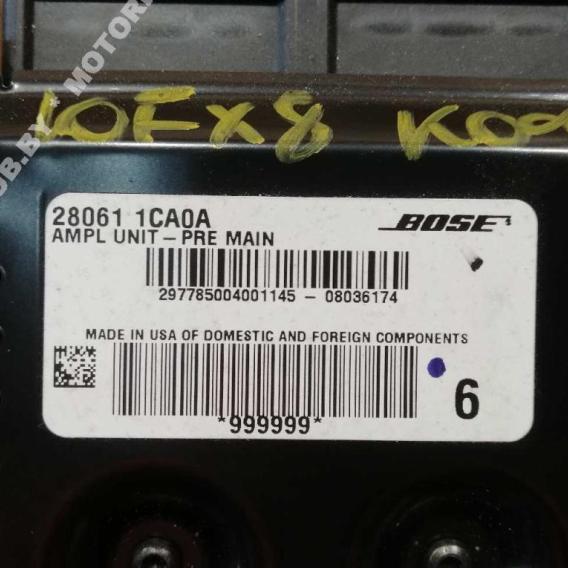 10FX8
28061 1CA0A
BOSE
AMPL UNIT – PRE MAIN
297785004001145 – 08036174
MADE IN USA OF DOMESTIC AND FOREIGN COMPONENTS
6
*999999*